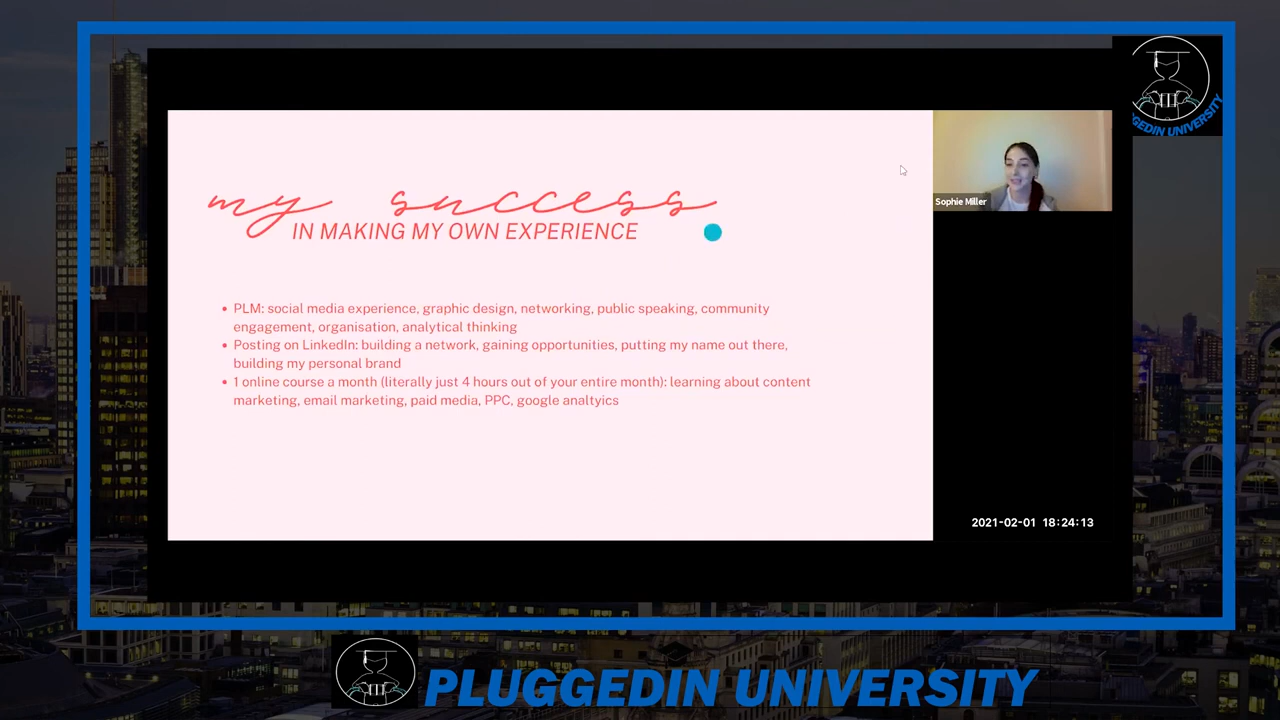 my success
IN MAKING MY OWN EXPERIENCE
PLM: social media experience, graphic design, networking, public speaking, community
engagement, organisation, analytical thinking
Posting on LinkedIn: building a network, gaining opportunities, putting my name out there,
building my personal brand
1 online course a month (literally just 4 hours out of your entire month): learning about content
marketing, email marketing, paid media, PPC, google analtyics
Sophie Miller
GEDIN UNIVERSITY
2021-02-01 18:24:13
PLUGGEDIN UNIVERSITY